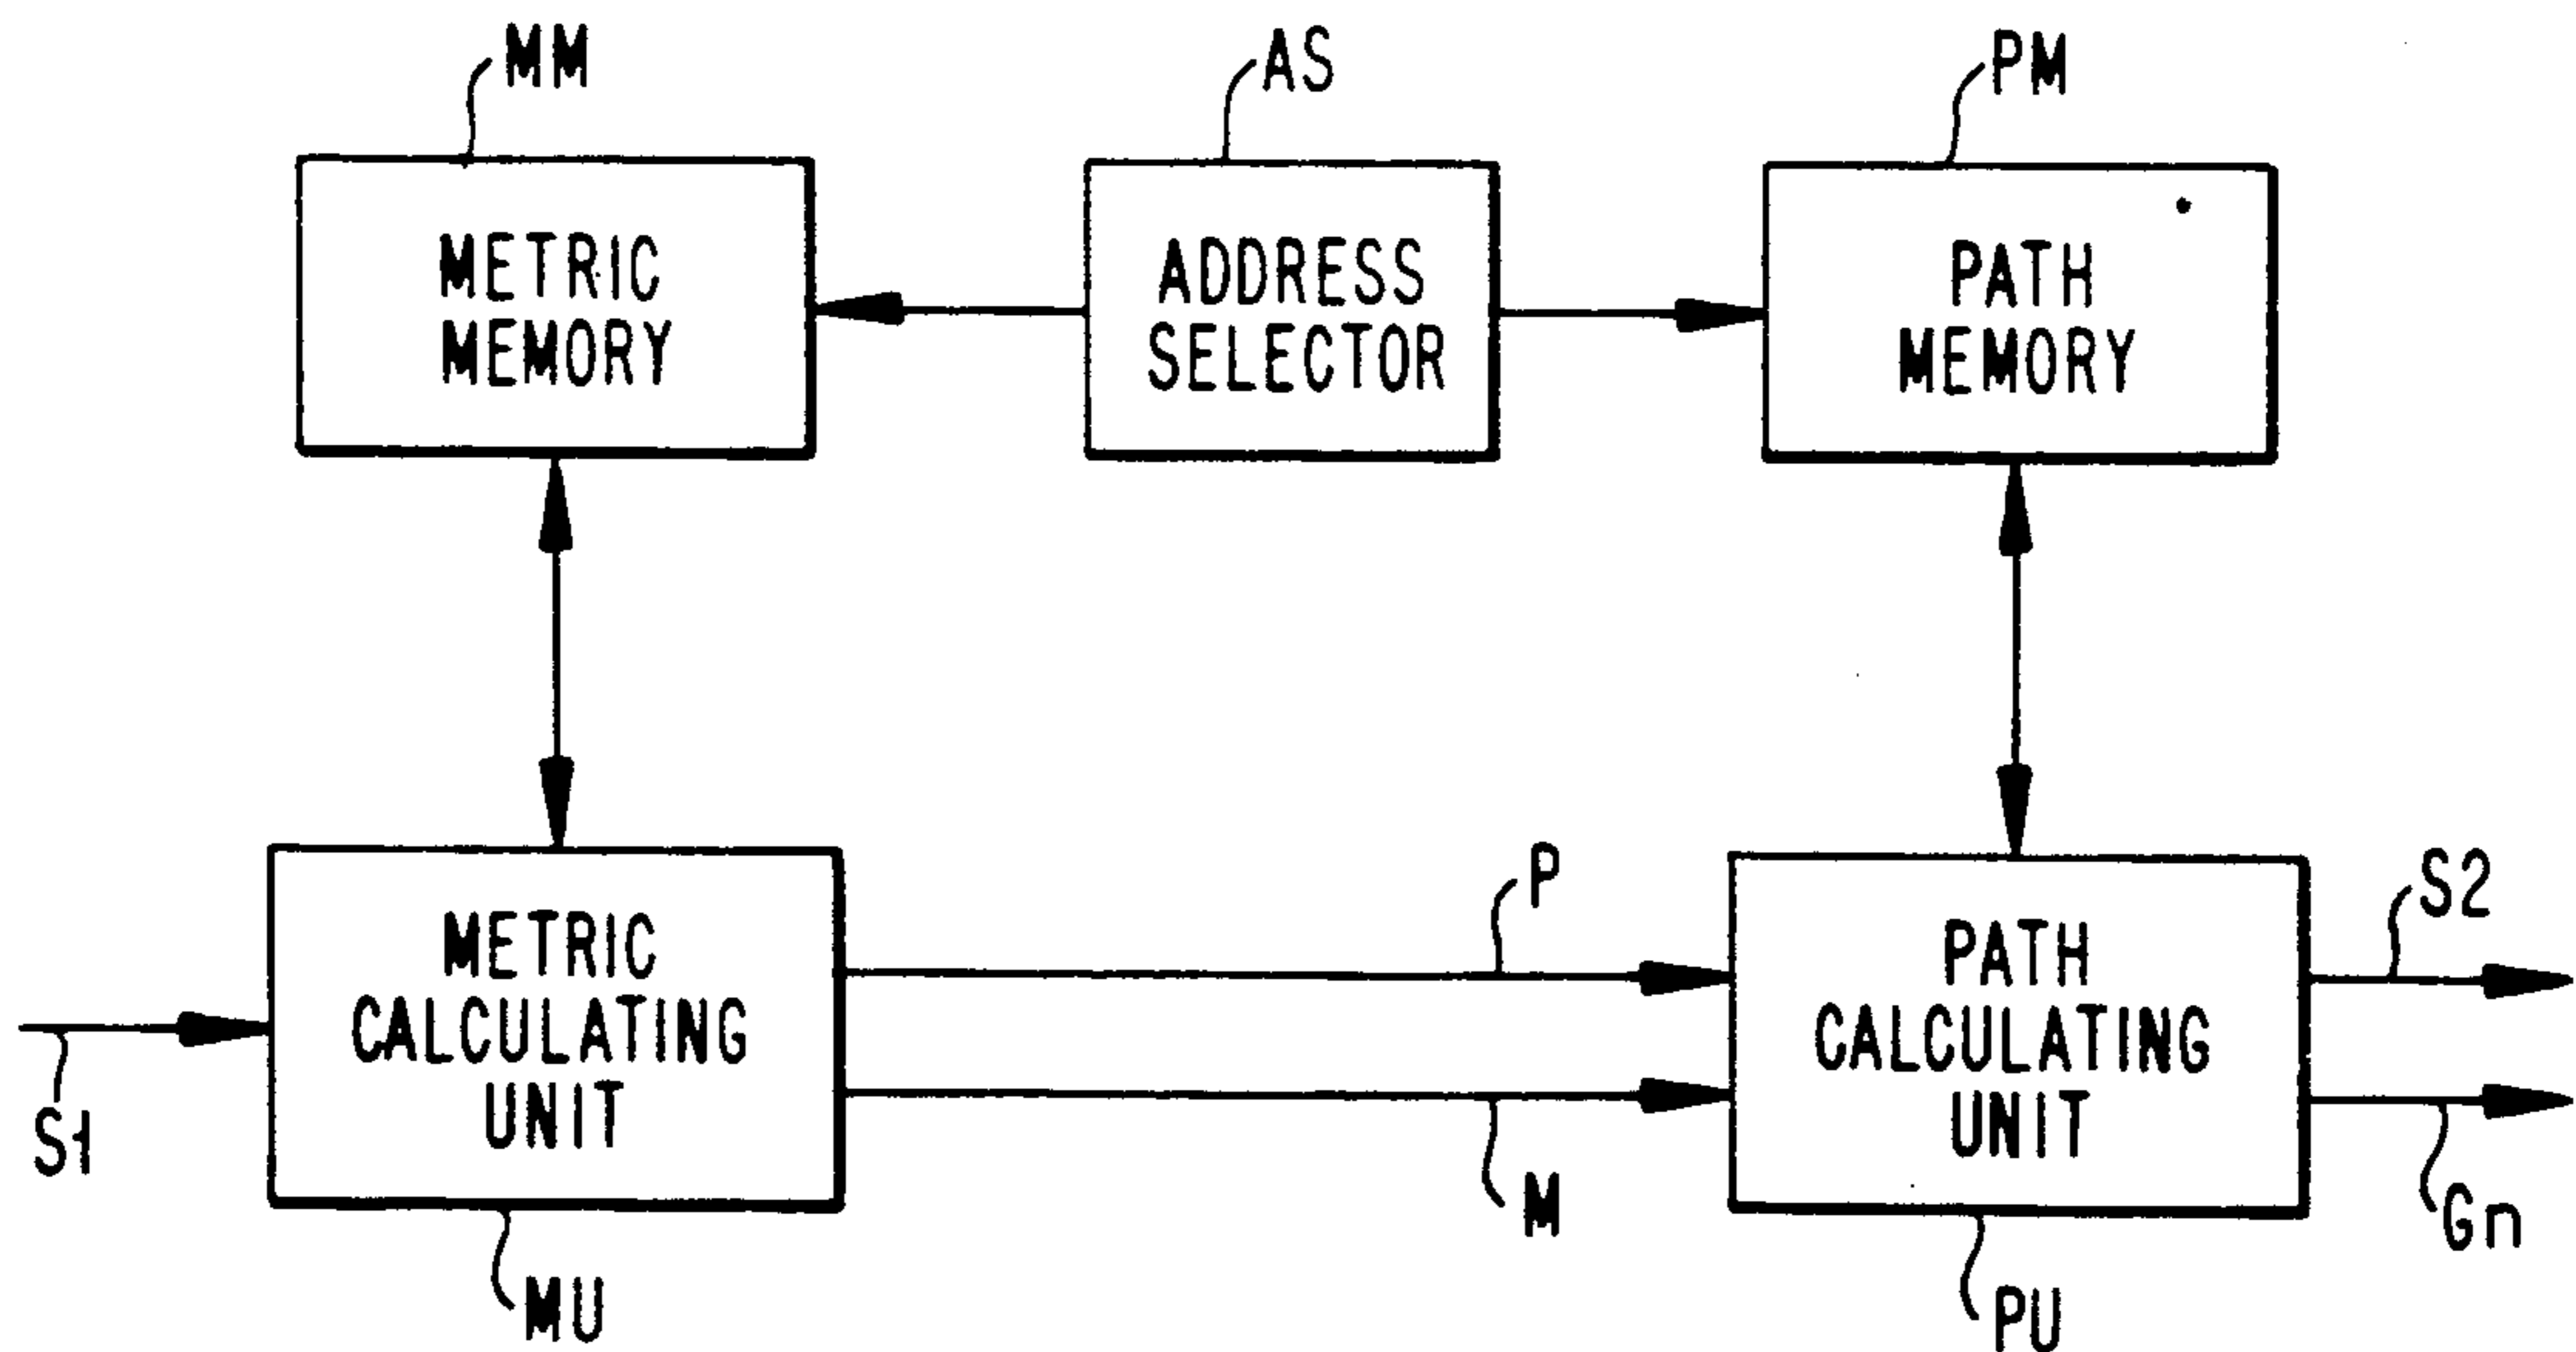 MM
AS
PM
METRIC
MEMORY
ADDRESS
SELECTOR
PATH
MEMORY
P
S2
METRIC
CALCULATING
UNIT
PATH
CALCULATING
UNIT
S1
M
Gn
MU
PU